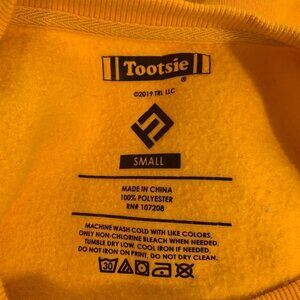 Tootsie®
©2019 TRL LLC
SMALL
MADE IN CHINA
100% POLYESTER
RN# 107208
MACHINE WASH COLD WITH LIKE COLORS,
ONLY NON-CHLORINE BLEACH WHEN NEEDED,
TUMBLE DRY LOW, COOL IRON IF NEEDED,
DO NOT IRON ON PRINT, DO NOT DRY CLEAN.
30